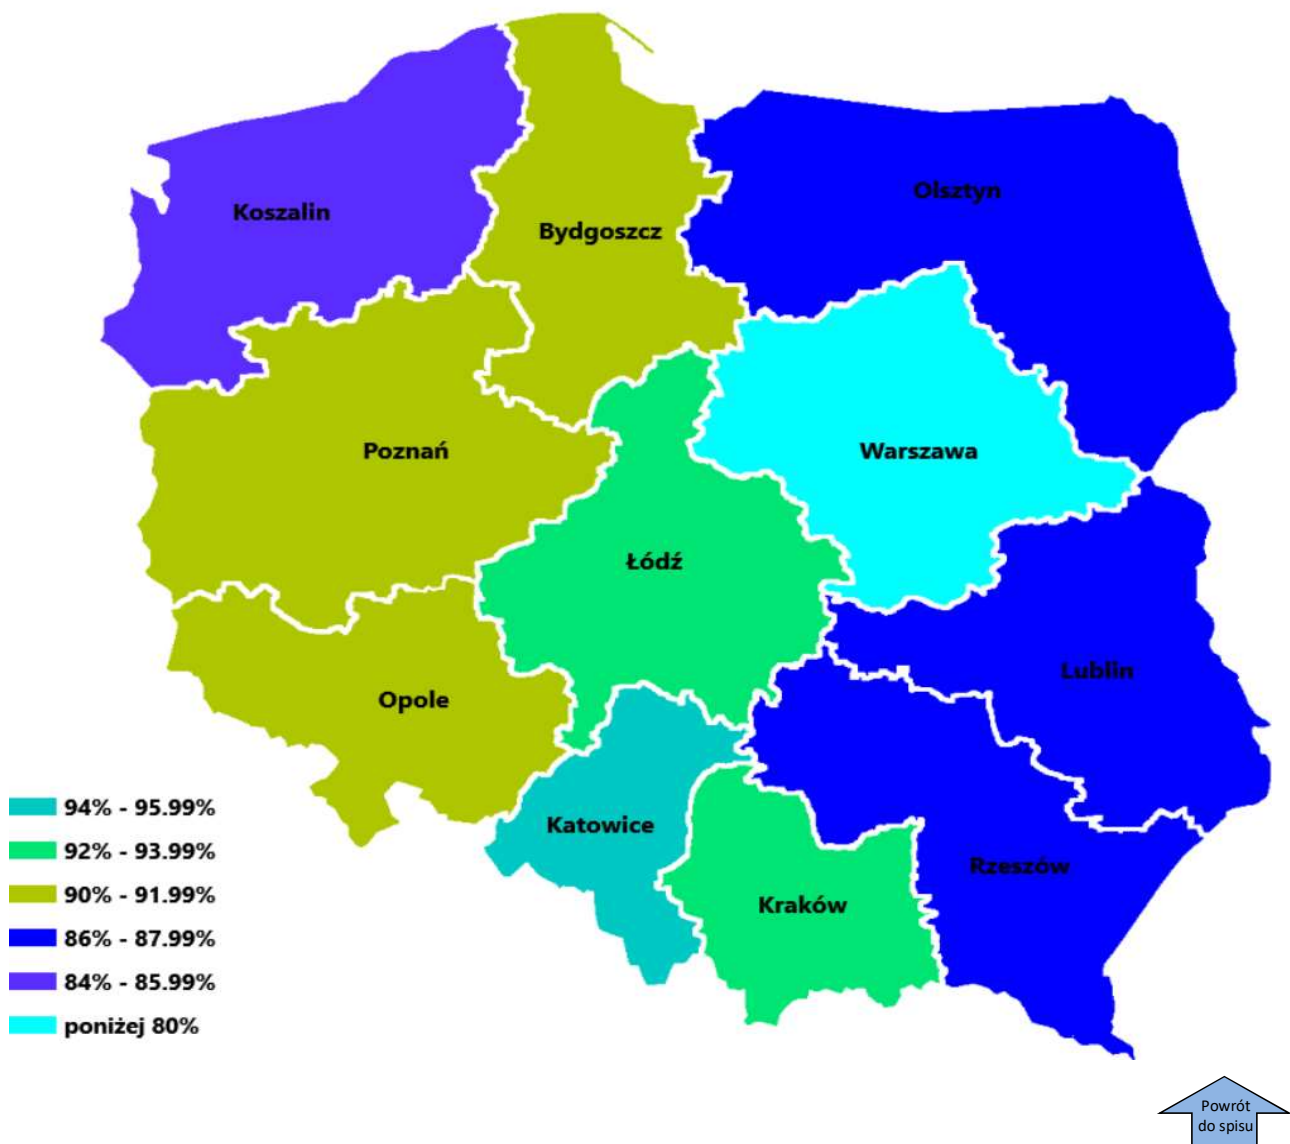 Olsztyn
Koszalin
Bydgoszcz
Poznań
Warszawa
Łódź
Lublin
Opole
Katowice
Rzeszów
Kraków
94% - 95.99%
92% - 93.99%
90% - 91.99%
86% - 87.99%
84% - 85.99%
poniżej 80%
Powrót
do spisu